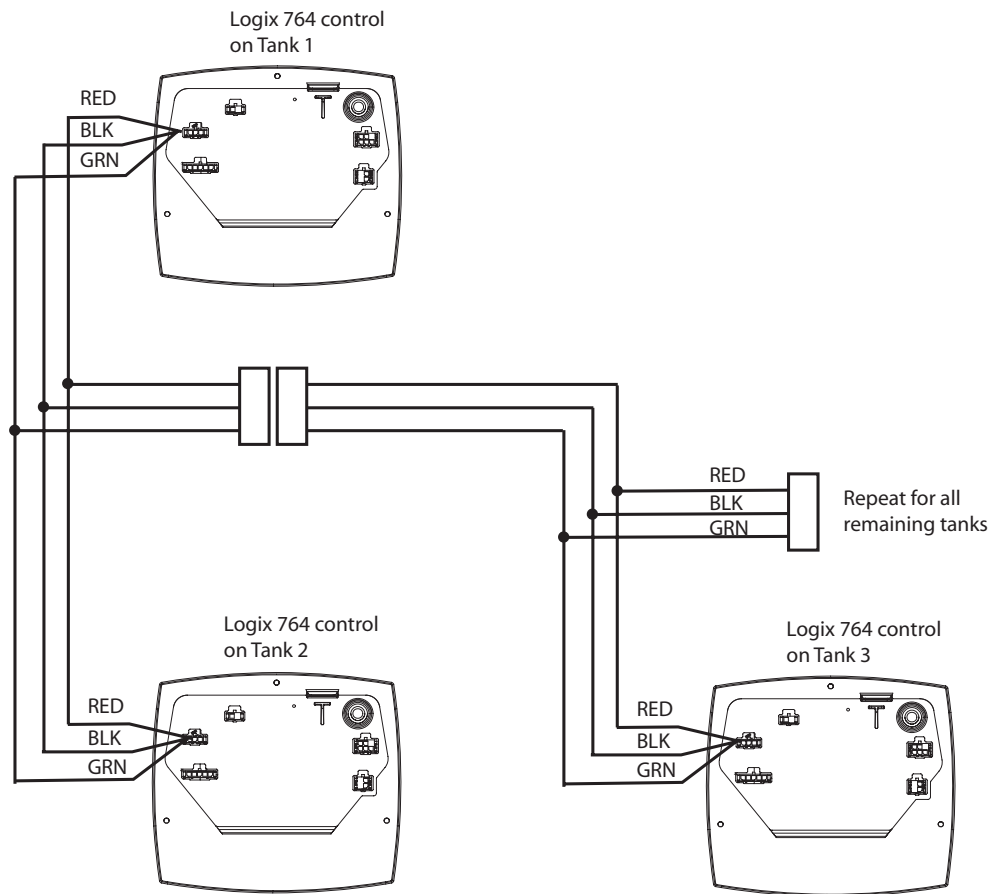 Logix 764 control
on Tank 1
RED
BLK
GRN
RED
BLK
GRN
Repeat for all
remaining tanks
Logix 764 control
on Tank 2
RED
BLK
GRN
Logix 764 control
on Tank 3
RED
BLK
GRN